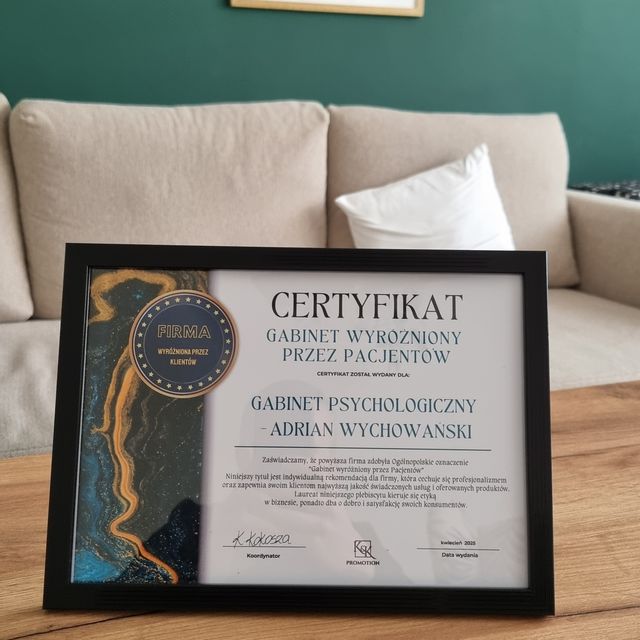 FIRMA
WYRÓŻNIONA PRZEZ
KLIENTÓW
CERTYFIKAT
GABINET WYRÓŻNIONY
PRZEZ PACJENTÓW
CERTYFIKAT ZOSTAŁ WYDANY DLA:
GABINET PSYCHOLOGICZNY
- ADRIAN WYCHOWAŃSKI
Zaświadczamy, że powyższa firma zdobyła Ogólnopolskie oznaczenie
"Gabinet wyróżniony przez Pacjentów"
Niniejszy tytuł jest indywidualną rekomendacją dla firmy, która cechuje się profesjonalizmem
oraz zapewnia swoim klientom najwyższą jakość świadczonych usług i oferowanych produktów.
Laureat niniejszego plebiscytu kieruje się etyką
w biznesie, ponadto dba o dobro i satysfakcję swoich konsumentów.
K. Kokosza
Koordynator
PROMOTION
kwiecień 2025
Data wydania